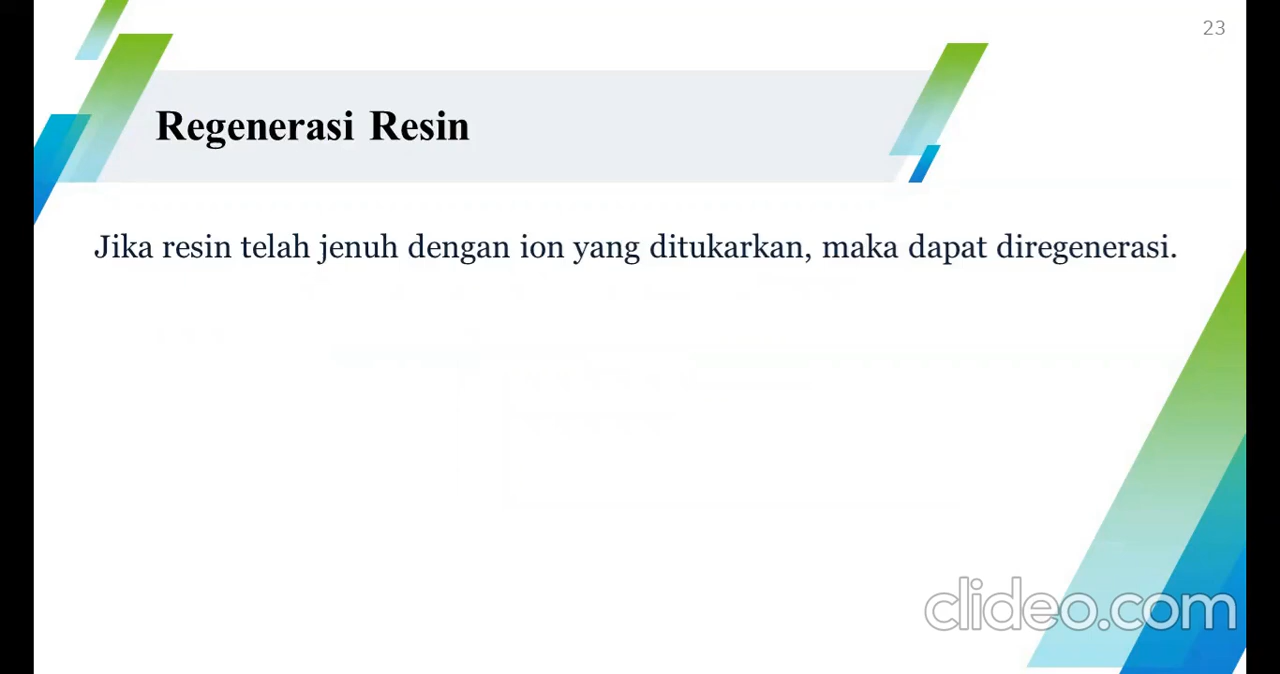 23
Regenerasi Resin
Jika resin telah jenuh dengan ion yang ditukarkan, maka dapat diregenerasi.
clideo.com